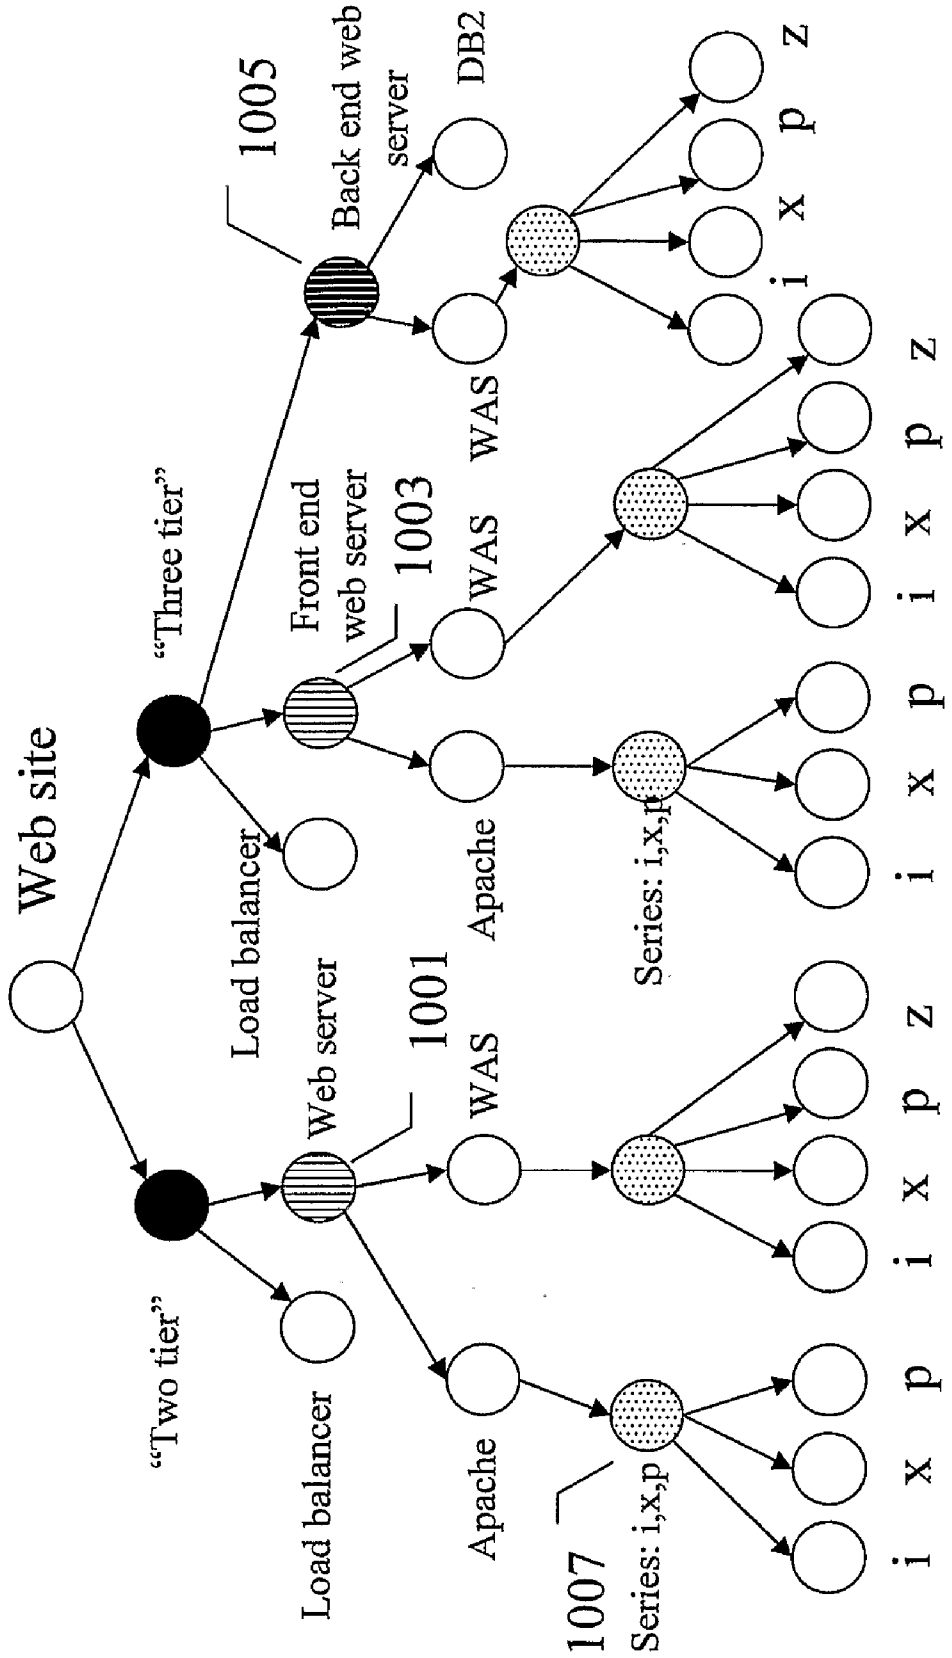 Web site
“Two tier”
“Three tier”
Load balancer
Web server
1001
Load balancer
Front end
web server
1003
1005
Back end web
server
Apache
WAS
Apache
WAS
WAS
DB2
1007
Series: i,x,p
Series: i,x,p
i x p
i x p z
i x p
i x p z
i x p z